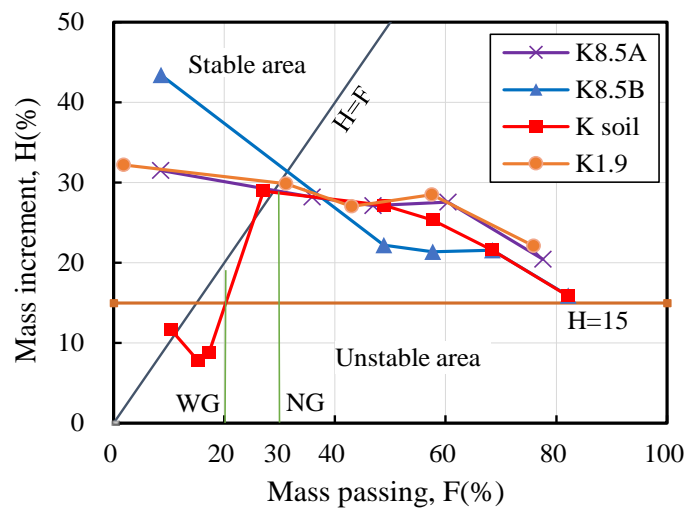 50
40
30
20
10
0
Mass increment, H(%)
Stable area
H=F
K8.5A
K8.5B
K soil
K1.9
H=15
Unstable area
WG
NG
0
20
40
60
80
100
Mass passing, F(%)